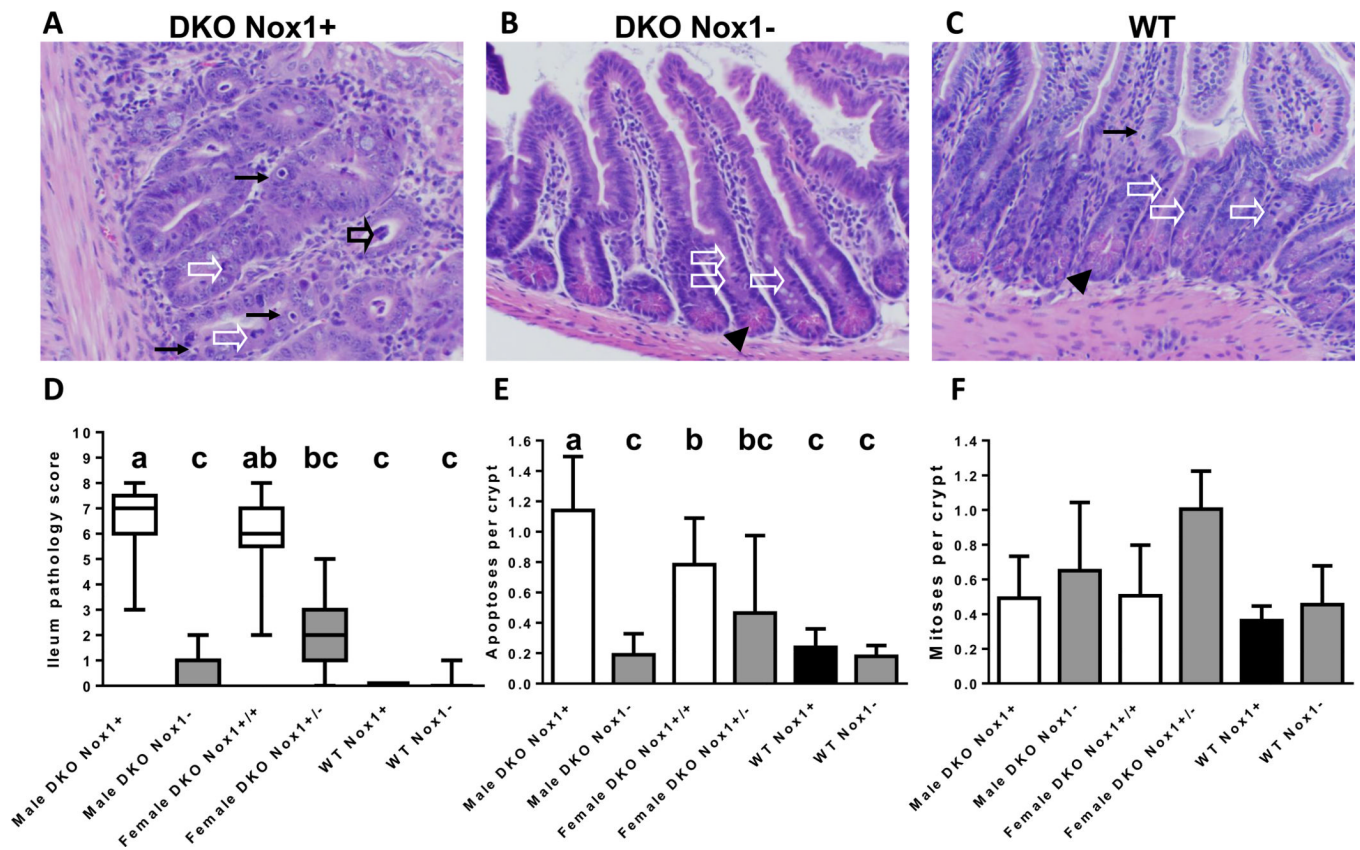 A DKO Nox1+
B DKO Nox1-
C WT
D
Ileum pathology score
10
9
8
7
6
5
4
3
2
1
0
a c ab bc c c
Male DKO Nox1+
Male DKO Nox1-
Female DKO Nox1+/+
Female DKO Nox1+/-
WT Nox1+
WT Nox1-
E
Apoptoses per crypt
1.6
1.4
1.2
1.0
0.8
0.6
0.4
0.2
0.0
a c b bc c c
Male DKO Nox1+
Male DKO Nox1-
Female DKO Nox1+/+
Female DKO Nox1+/-
WT Nox1+
WT Nox1-
F
Mitoses per crypt
1.4
1.2
1.0
0.8
0.6
0.4
0.2
0.0
Male DKO Nox1+
Male DKO Nox1-
Female DKO Nox1+/+
Female DKO Nox1+/-
WT Nox1+
WT Nox1-